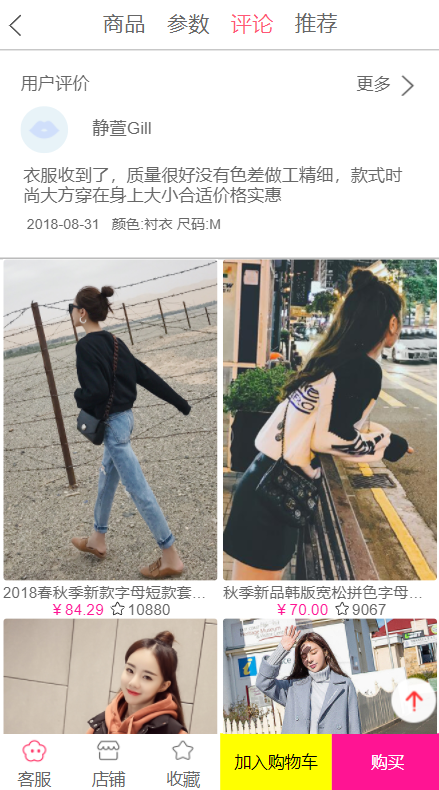 商品 参数 评论 推荐
用户评价 更多
静萱Gill
衣服收到了，质量很好没有色差做工精细，款式时
尚大方穿在身上大小合适价格实惠
2018-08-31 颜色:衬衣 尺码:M
2018春秋季新款字母短款套...
¥ 84.29 10880
秋季新品韩版宽松拼色字母...
¥ 70.00 9067
客服 店铺 收藏 加入购物车 购买